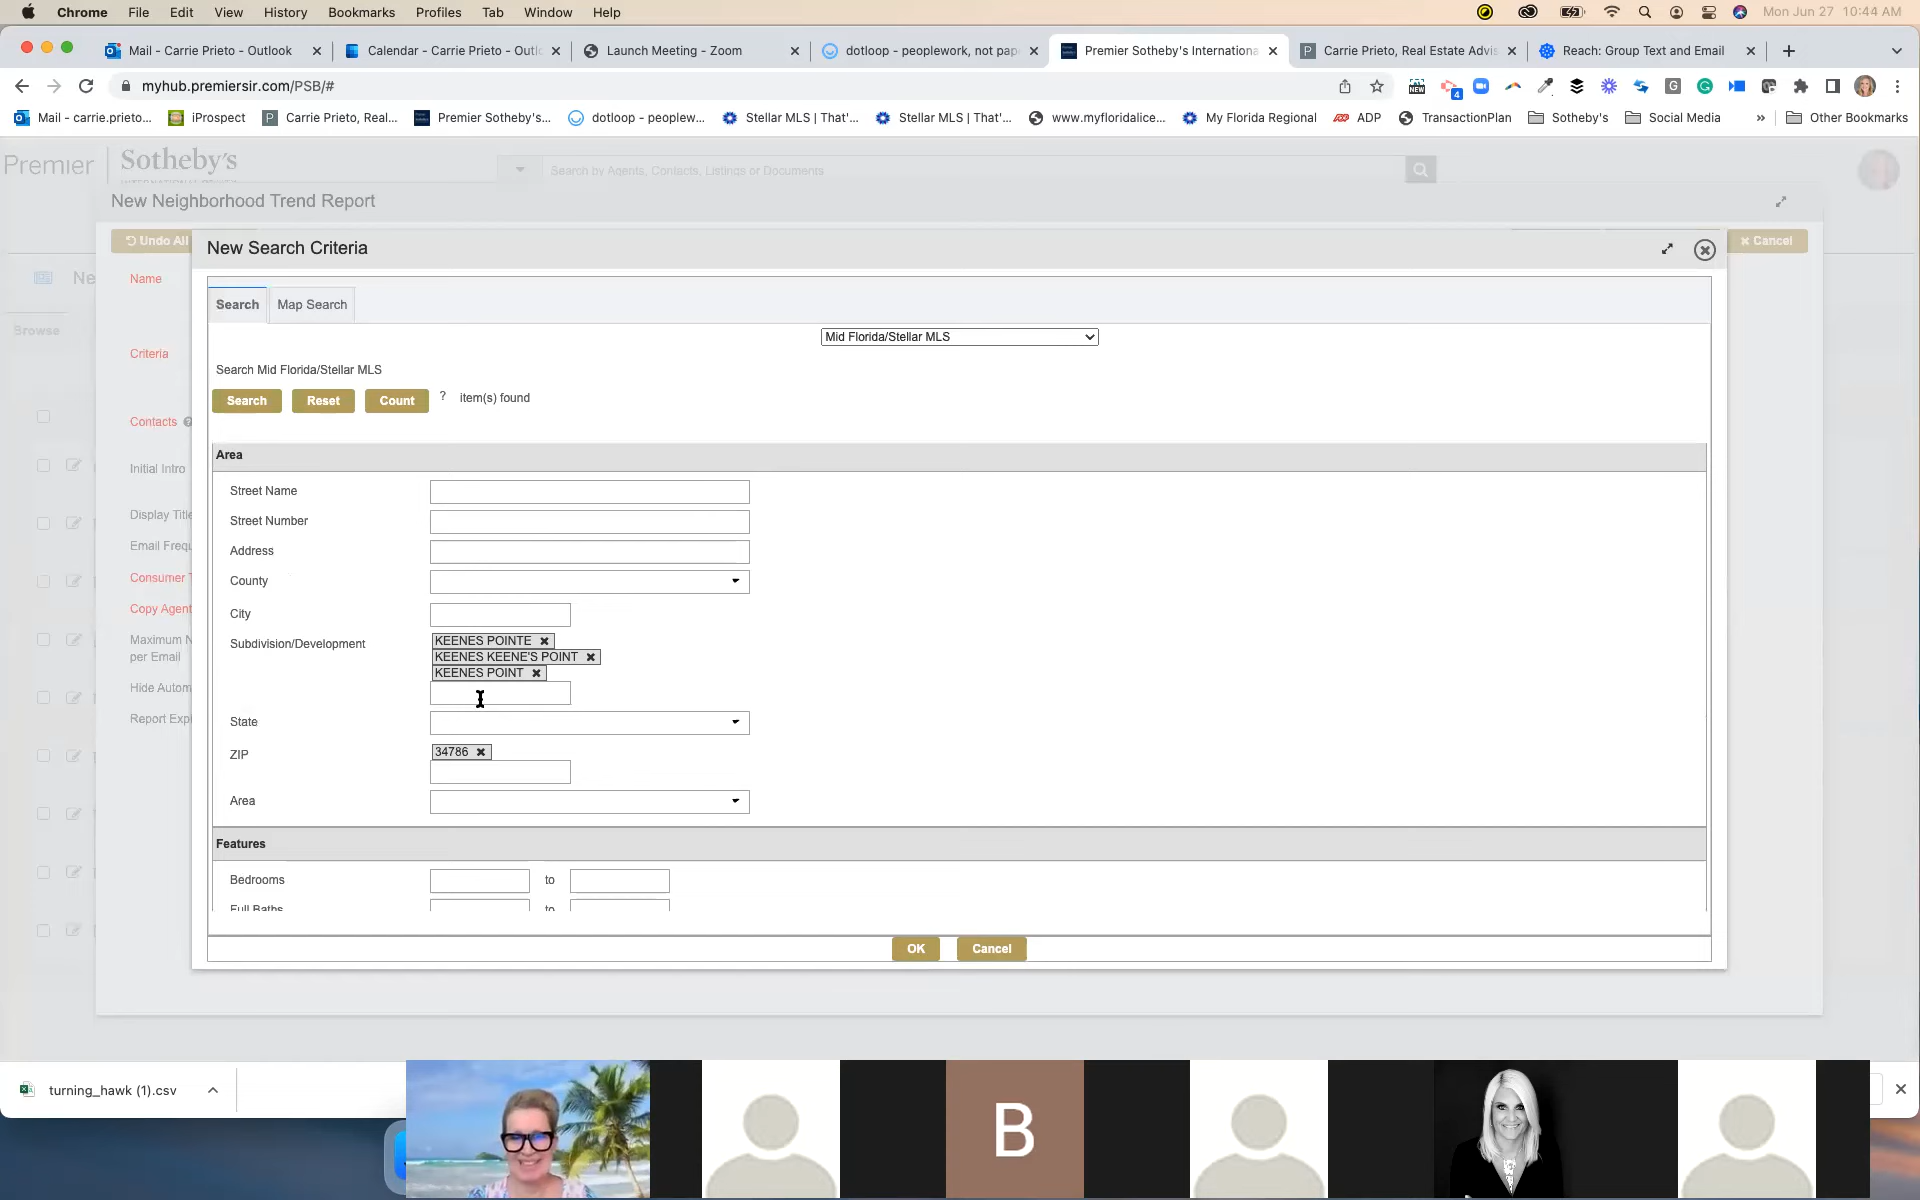 Chrome File Edit View History Bookmarks Profiles Tab Window Help Mon Jun 27 10:44 AM
Mail - Carrie Prieto - Outlook Calendar - Carrie Prieto - Outl Launch Meeting - Zoom dotloop - peoplework, not pap Premier Sotheby's Internationa Carrie Prieto, Real Estate Advis Reach: Group Text and Email
myhub.premiersir.com/PSB/#
NEW 4
Mail - carrie.prieto... iProspect Carrie Prieto, Real... Premier Sotheby's... dotloop - peoplew... Stellar MLS | That'... Stellar MLS | That'... www.myfloridalice... My Florida Regional ADP TransactionPlan Sotheby's Social Media » Other Bookmarks
Premier Sotheby's
Search by Agents, Contacts, Listings or Documents
New Neighborhood Trend Report
Undo All
Cancel
New Search Criteria
Ne
Name
Browse
Criteria
Contacts
Initial Intro
Display Title
Email Frequ
Consumer T
Copy Agent
Maximum N
per Email
Hide Autom
Report Expi
Search Map Search
Mid Florida/Stellar MLS
Search Mid Florida/Stellar MLS
Search Reset Count ? item(s) found
Area
Street Name
Street Number
Address
County
City
Subdivision/Development
KEENES POINTE
KEENES KEENE'S POINT
KEENES POINT
State
ZIP
34786
Area
Features
Bedrooms to
Full Baths to
OK Cancel
turning_hawk (1).csv
B